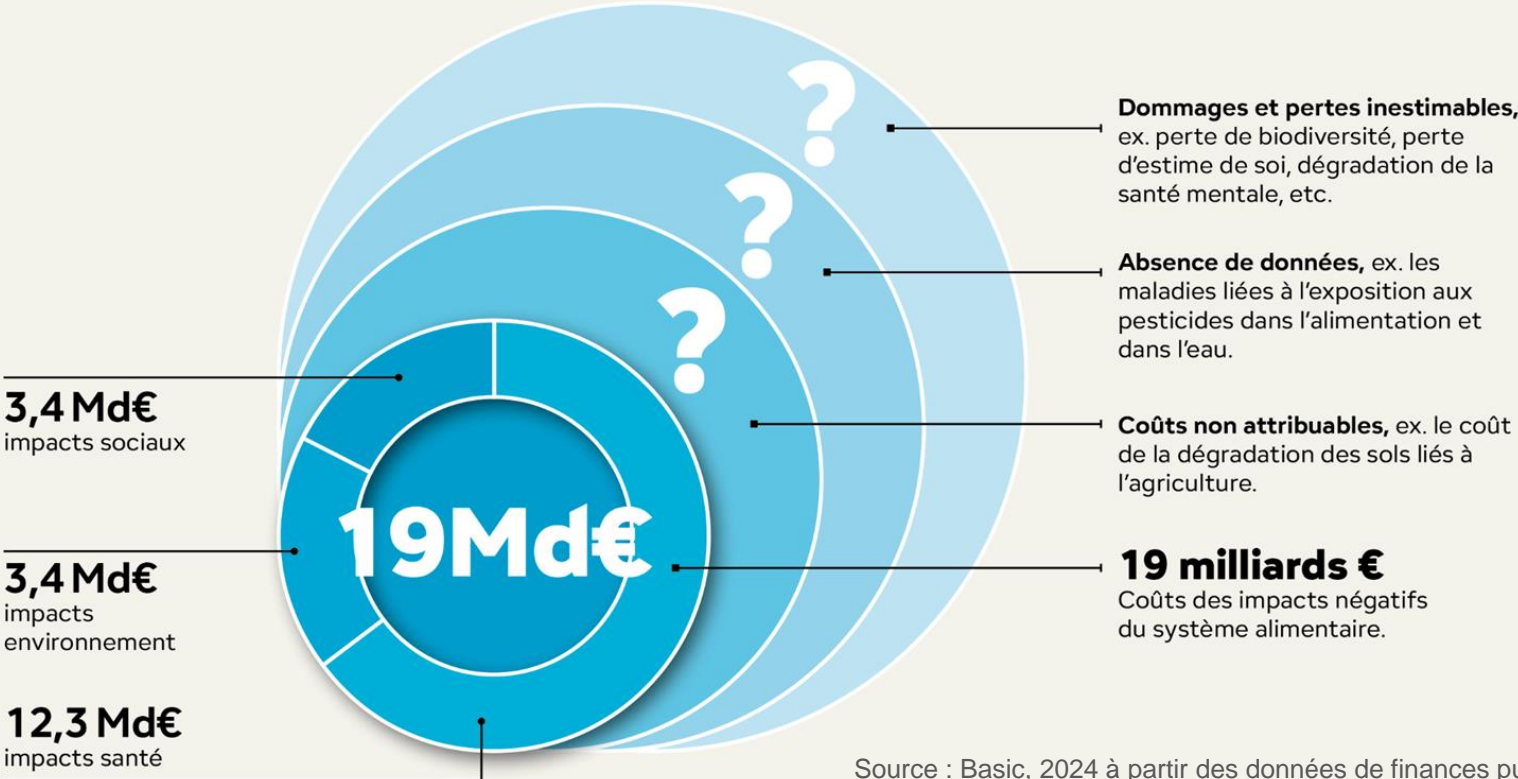 ?
?
?
19Md€
3,4 Md€
impacts sociaux
3,4 Md€
impacts
environnement
12,3 Md€
impacts santé
Dommages et pertes inestimables,
ex. perte de biodiversité, perte
d'estime de soi, dégradation de la
santé mentale, etc.
Absence de données, ex. les
maladies liées à l'exposition aux
pesticides dans l'alimentation et
dans l'eau.
Coûts non attribuables, ex. le coût
de la dégradation des sols liés à
l'agriculture.
19 milliards €
Coûts des impacts négatifs
du système alimentaire.
Source : Basic, 2024 à partir des données de finances